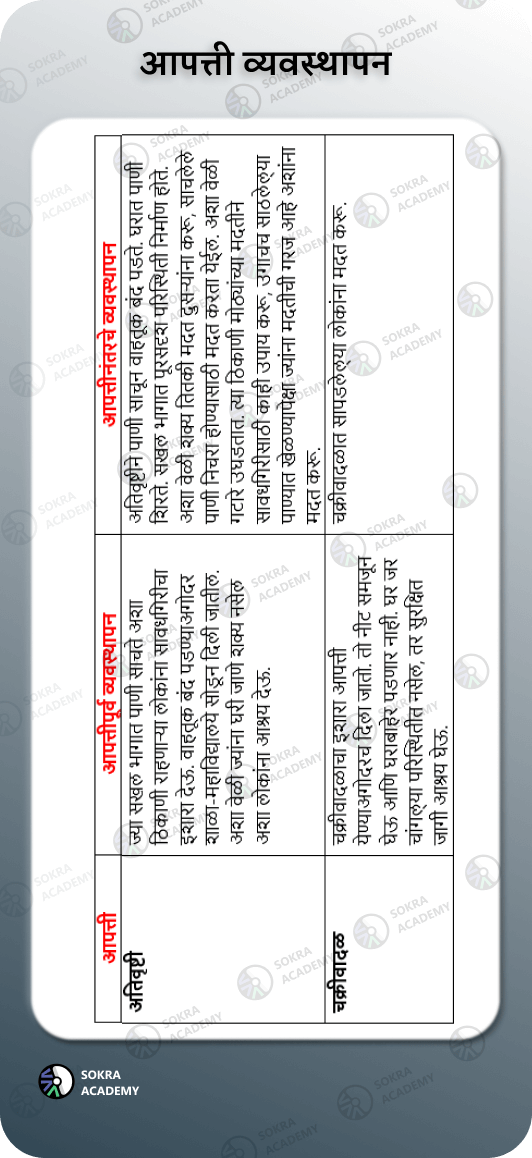 आपत्ती व्यवस्थापन
आपत्ती
आपत्तीपूर्व व्यवस्थापन
आपत्तीनंतरचे व्यवस्थापन
अतिवृष्टी
ज्या सखल भागात पाणी साचते अशा
ठिकाणी राहणाऱ्या लोकांना सावधगिरीचा
इशारा देऊ. वाहतूक बंद पडण्याअगोदर
शाळा-महाविद्यालये सोडून दिली जातील.
अशा वेळी ज्यांना घरी जाणे शक्य नसेल
अशा लोकांना आश्रय देऊ.
अतिवृष्टीने पाणी साचून वाहतूक बंद पडते. घरात पाणी
शिरते. सखल भागात पूरसदृश परिस्थिती निर्माण होते.
अशा वेळी शक्य तितकी मदत दुसऱ्यांना करू, साचलेले
पाणी निचरा होण्यासाठी मदत करता येईल. अशा वेळी
गटारे उघडतात. त्या ठिकाणी मोठ्यांच्या मदतीने
सावधगिरीसाठी काही उपाय करू, उगाचच साठलेल्या
पाण्यात खेळण्यापेक्षा ज्यांना मदतीची गरज आहे अशांना
मदत करू.
चक्रीवादळ
चक्रीवादळाचा इशारा आपत्ती
येण्याअगोदरच दिला जातो. तो नीट समजून
घेऊ आणि घराबाहेर पडणार नाही. घर जर
चांगल्या परिस्थितीत नसेल, तर सुरक्षित
जागी आश्रय घेऊ.
चक्रीवादळात सापडलेल्या लोकांना मदत करू.
SOKRA
ACADEMY